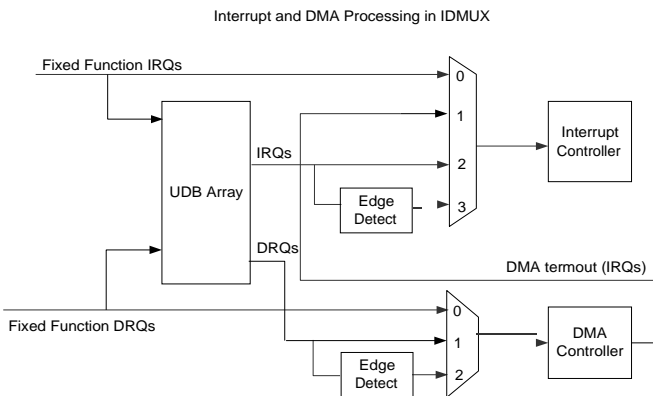 Interrupt and DMA Processing in IDMUX
Fixed Function IRQs
0
1
Interrupt
Controller
IRQs
2
UDB Array
Edge
Detect
3
DRQs
DMA termout (IRQs)
0
Fixed Function DRQs
1
DMA
Controller
Edge
Detect
2